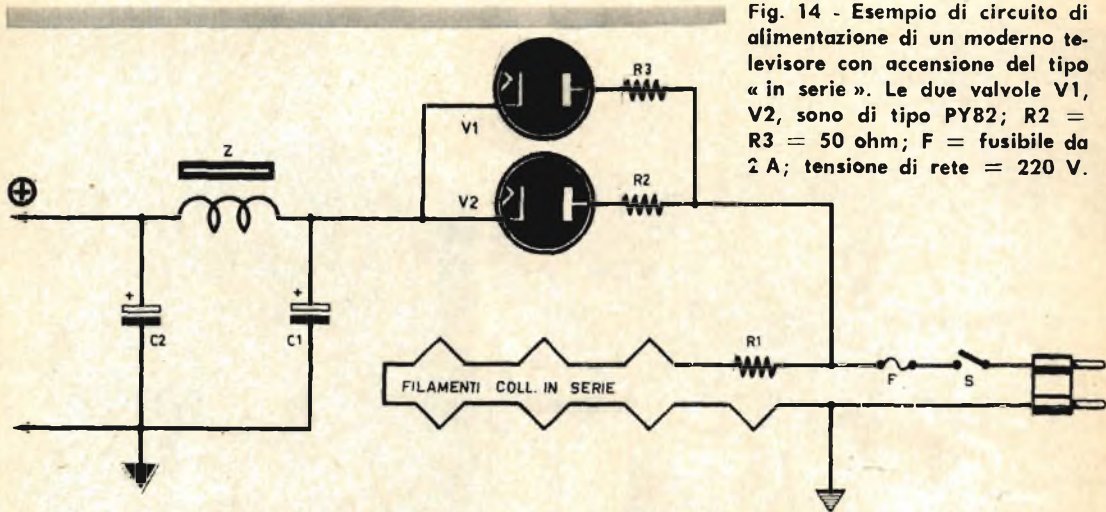 Fig. 14 - Esempio di circuito di
alimentazione di un moderno te-
levisore con accensione del tipo
« in serie ». Le due valvole V1,
V2, sono di tipo PY82; R2 =
R3 = 50 ohm; F = fusibile da
2 A; tensione di rete = 220 V.
R3
V1
Z
+
R2
V2
+
C2
+
C1
R1
FILAMENTI COLL. IN SERIE
F
S